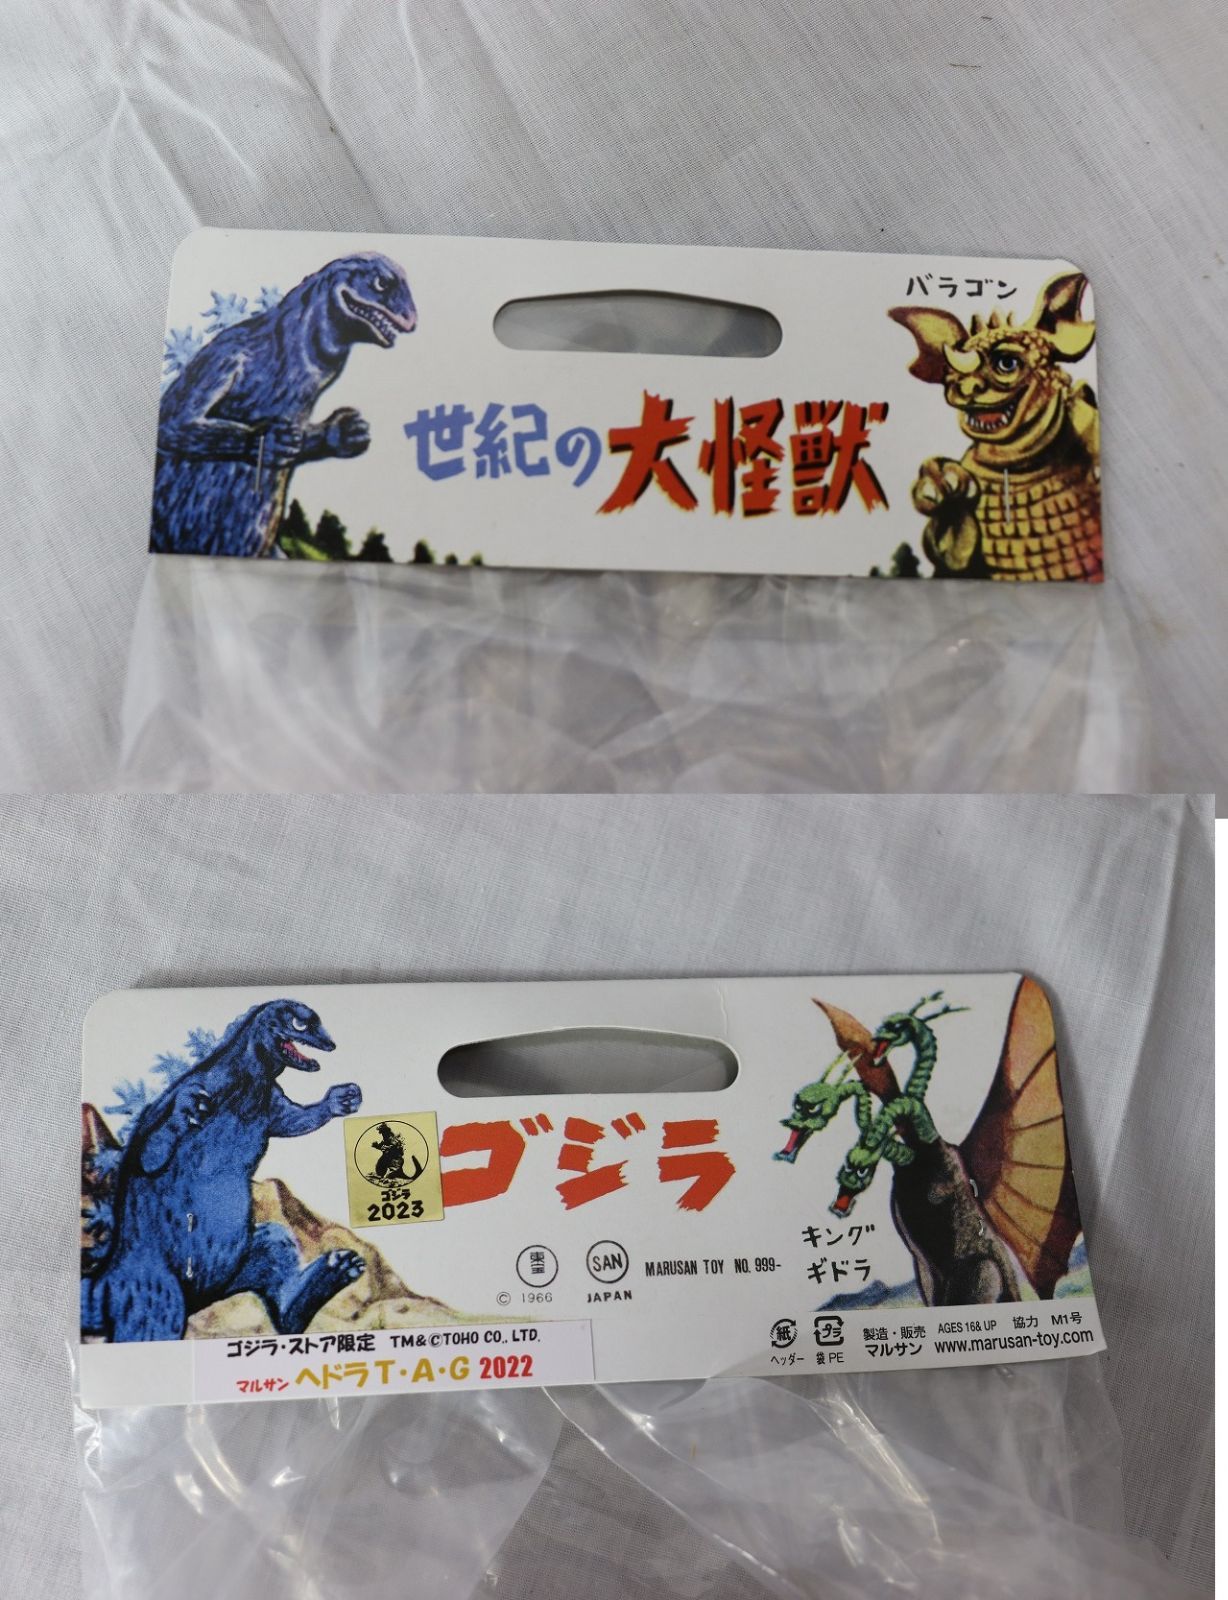 バラゴン
世紀の大怪獣
ゴジラ
ゴジラ
2023
キング
ギドラ
東宝
© 1966
SAN
JAPAN
MARUSAN TOY NO. 999-
ゴジラ・ストア限定 TM&©TOHO CO., LTD.
マルサン ヘドラ T・A・G 2022
紙
ヘッダー
プラ
袋 PE
製造・販売
マルサン
AGES 16& UP 協力 M1号
www.marusan-toy.com